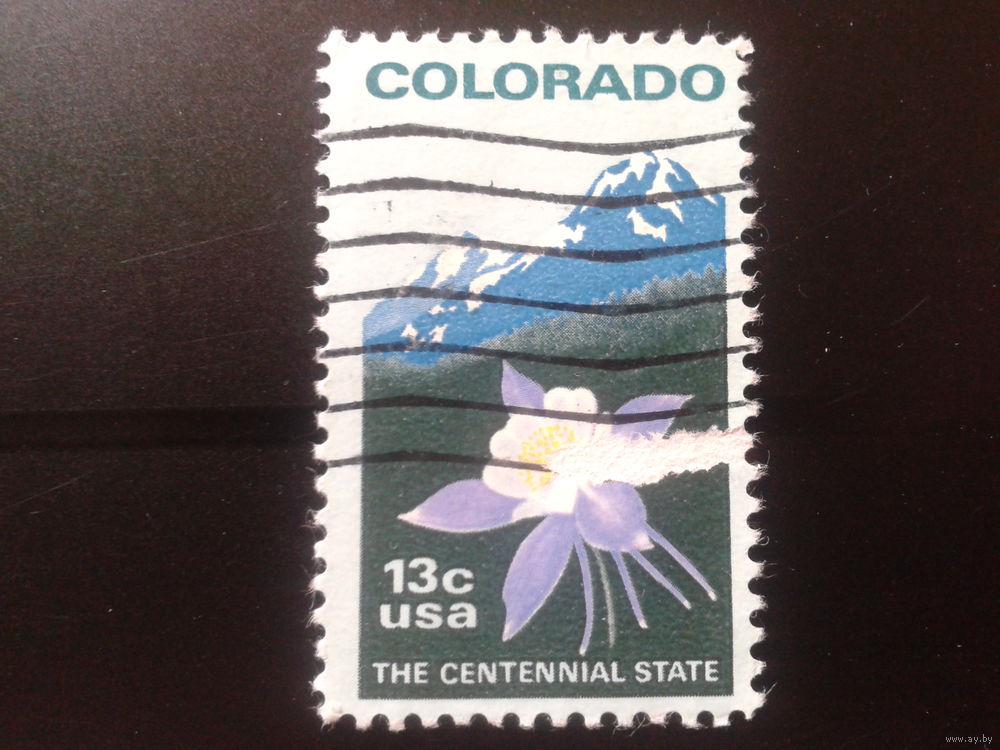 COLORADO
13c
usa
THE CENTENNIAL STATE
www.ay.by